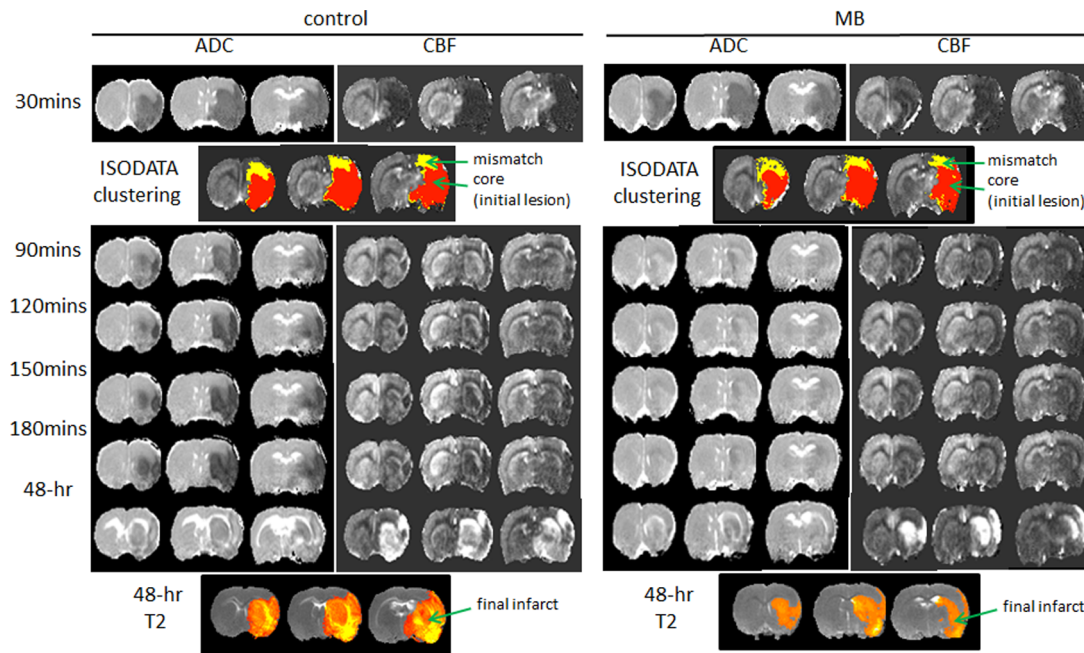 control
MB
ADC
CBF
ADC
CBF
30mins
ISODATA
clustering
mismatch
core
(initial lesion)
ISODATA
clustering
mismatch
core
(initial lesion)
90mins
120mins
150mins
180mins
48-hr
48-hr
T2
final infarct
48-hr
T2
final infarct